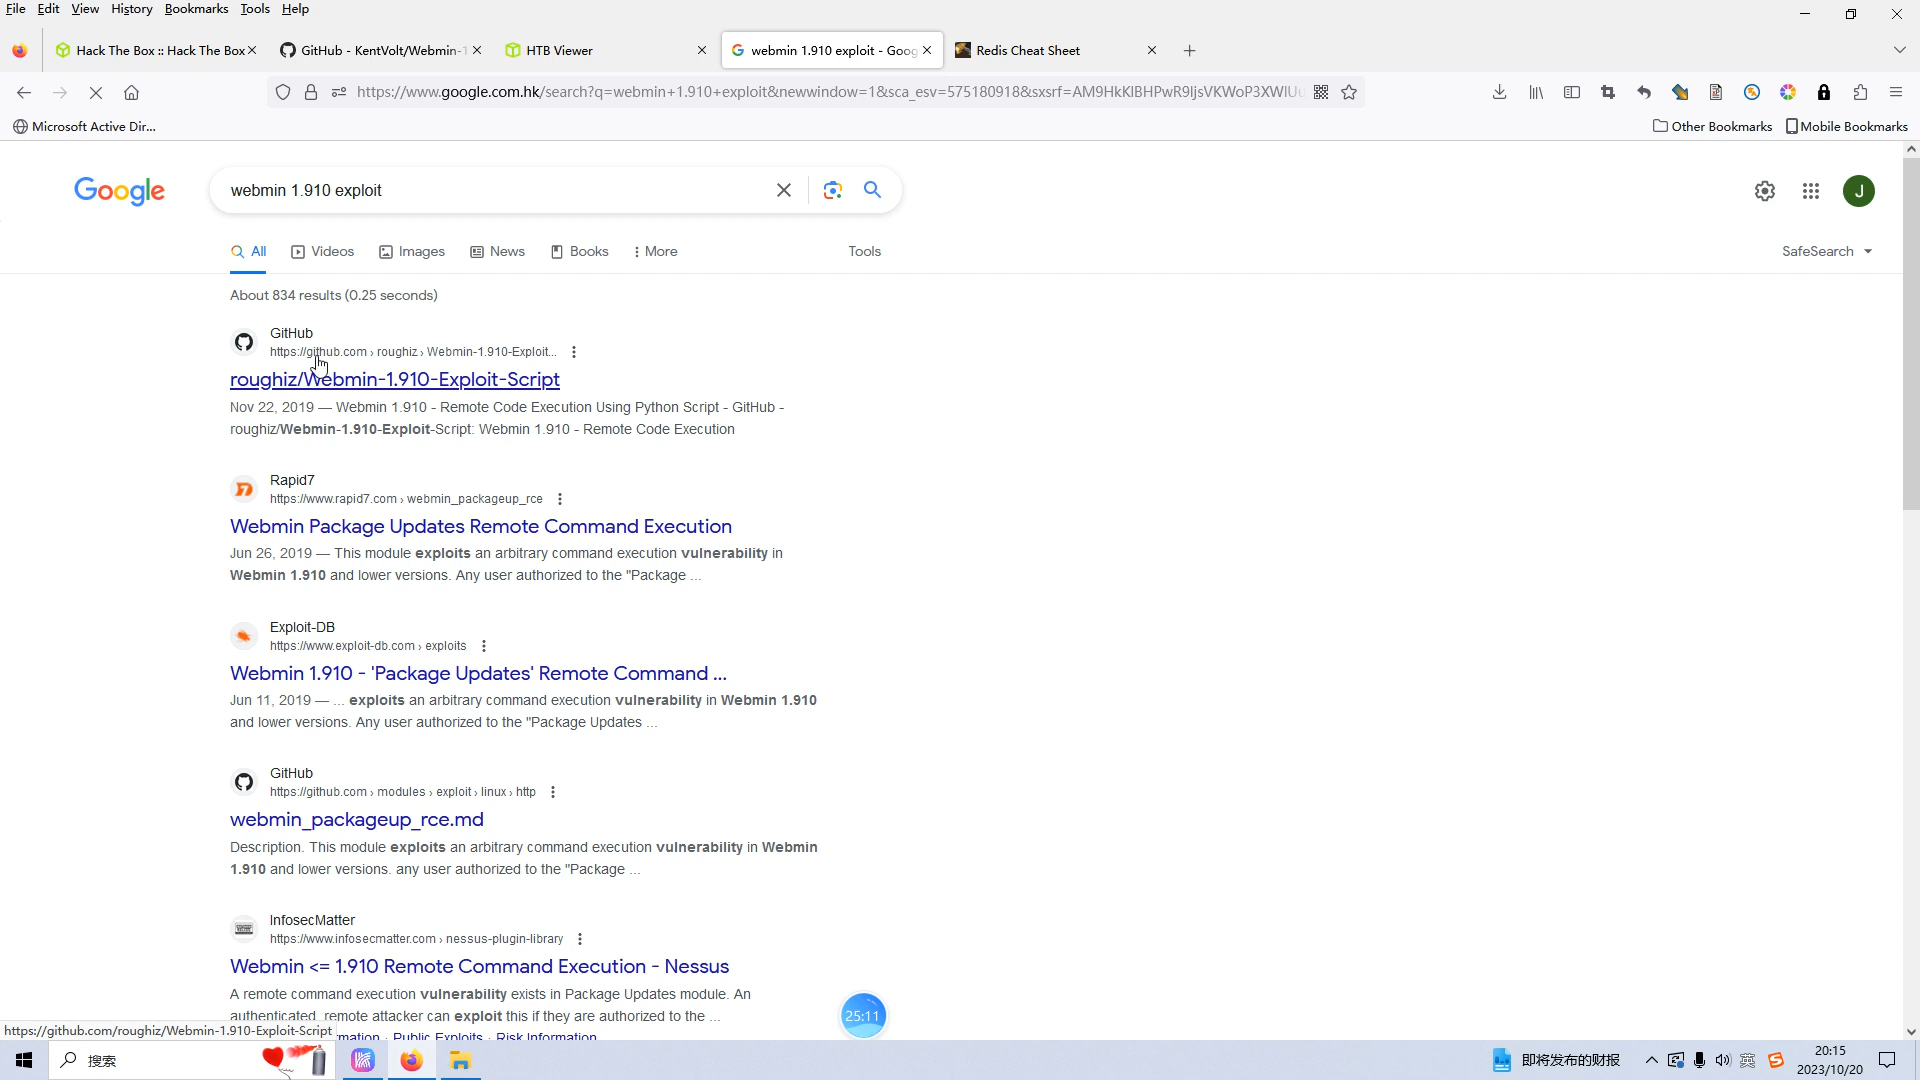 File Edit View History Bookmarks Tools Help
Hack The Box :: Hack The Box
GitHub - KentVolt/Webmin-1
HTB Viewer
webmin 1.910 exploit - Goog
Redis Cheat Sheet
https://www.google.com.hk/search?q=webmin+1.910+exploit&newwindow=1&sca_esv=575180918&sxsrf=AM9HkKlBHPwR9ljsVKWoP3XWlUu
Microsoft Active Dir...
Other Bookmarks
Mobile Bookmarks
Google
webmin 1.910 exploit
J
All Videos Images News Books More Tools SafeSearch
About 834 results (0.25 seconds)
GitHub
https://github.com › roughiz › Webmin-1.910-Exploit...
roughiz/Webmin-1.910-Exploit-Script
Nov 22, 2019 — Webmin 1.910 - Remote Code Execution Using Python Script - GitHub -
roughiz/Webmin-1.910-Exploit-Script: Webmin 1.910 - Remote Code Execution
Rapid7
https://www.rapid7.com › webmin_packageup_rce
Webmin Package Updates Remote Command Execution
Jun 26, 2019 — This module exploits an arbitrary command execution vulnerability in
Webmin 1.910 and lower versions. Any user authorized to the "Package ...
Exploit-DB
https://www.exploit-db.com › exploits
Webmin 1.910 - 'Package Updates' Remote Command ...
Jun 11, 2019 — ... exploits an arbitrary command execution vulnerability in Webmin 1.910
and lower versions. Any user authorized to the "Package Updates ...
GitHub
https://github.com › modules › exploit › linux › http
webmin_packageup_rce.md
Description. This module exploits an arbitrary command execution vulnerability in Webmin
1.910 and lower versions. any user authorized to the "Package ...
InfosecMatter
https://www.infosecmatter.com › nessus-plugin-library
Webmin <= 1.910 Remote Command Execution - Nessus
A remote command execution vulnerability exists in Package Updates module. An
authenticated, remote attacker can exploit this if they are authorized to the ...
25:11
https://github.com/roughiz/Webmin-1.910-Exploit-Script
mation · Public Exploits · Risk Information
搜索
即将发布的财报
英
20:15
2023/10/20